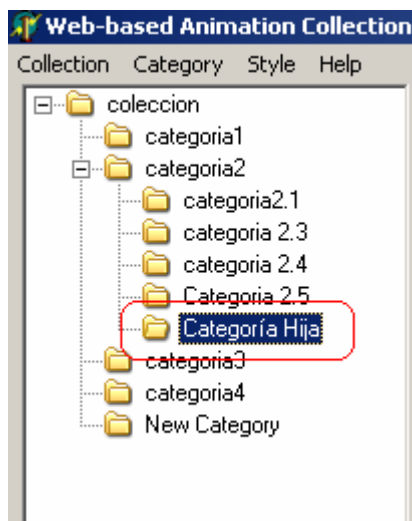 Web-based Animation Collection
Collection Category Style Help
coleccion
categoria1
categoria2
categoria2.1
categoria 2.3
categoria 2.4
Categoria 2.5
Categoría Hija
categoria3
categoria4
New Category